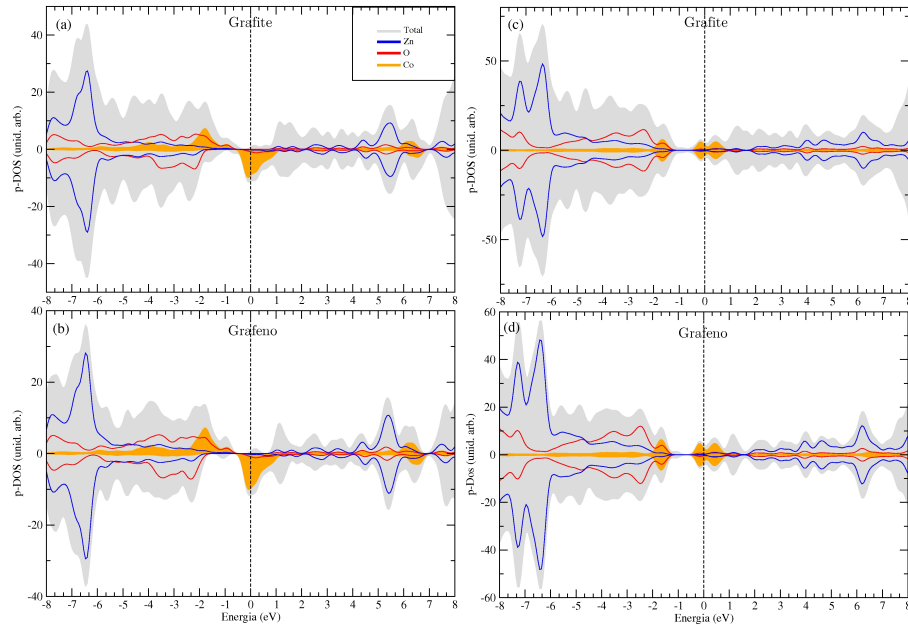 (a)
Grafite
Total
Zn
O
Co
p-DOS (unid. arb.)
40
20
0
-20
-40
-8 -7 -6 -5 -4 -3 -2 -1 0 1 2 3 4 5 6 7 8
(c)
Grafite
p-DOS (unid. arb.)
50
0
-50
-8 -7 -6 -5 -4 -3 -2 -1 0 1 2 3 4 5 6 7 8
(b)
Grafeno
p-DOS (unid. arb.)
40
20
0
-20
-40
-8 -7 -6 -5 -4 -3 -2 -1 0 1 2 3 4 5 6 7 8
Energia (eV)
(d)
Grafeno
p-DoS (unid. arb.)
60
40
20
0
-20
-40
-60
-8 -7 -6 -5 -4 -3 -2 -1 0 1 2 3 4 5 6 7 8
Energia (eV)